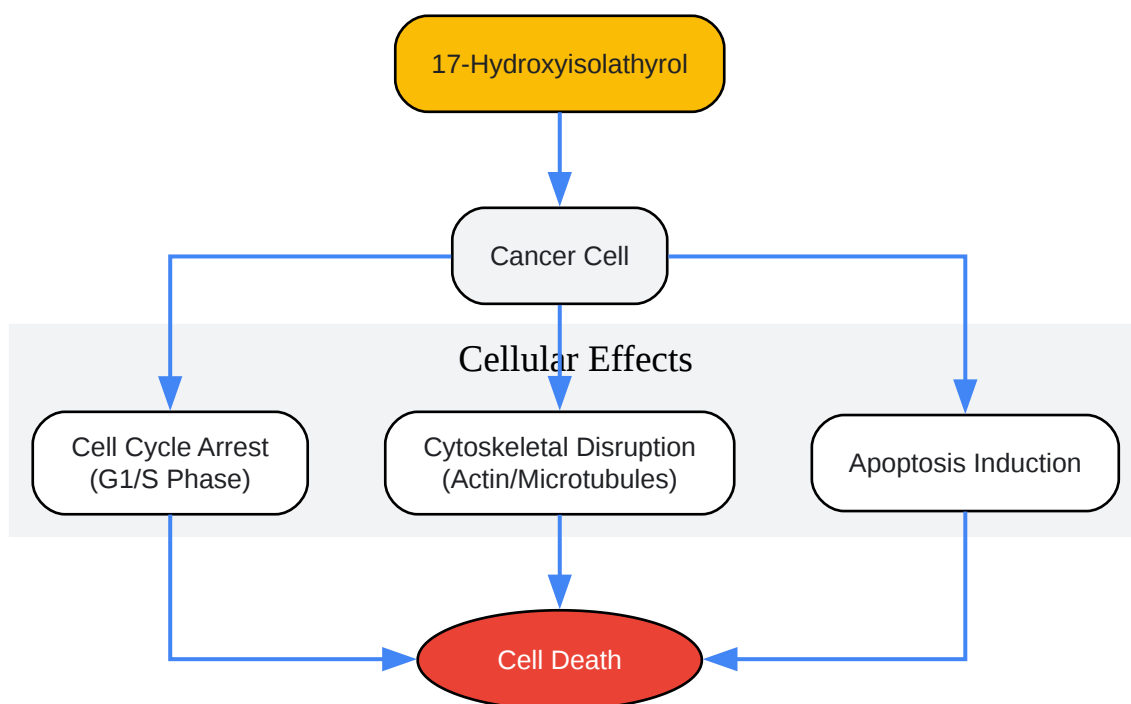 17-Hydroxyisolathyrol
Cancer Cell
Cellular Effects
Cell Cycle Arrest
(G1/S Phase)
Cytoskeletal Disruption
(Actin/Microtubules)
Apoptosis Induction
Cell Death